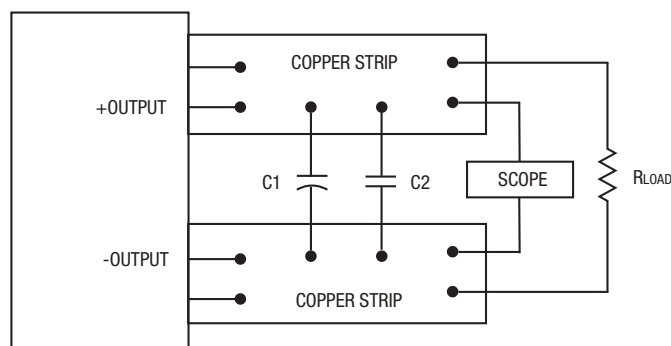 COPPER STRIP
+OUTPUT
C1
C2
SCOPE
RLOAD
-OUTPUT
COPPER STRIP